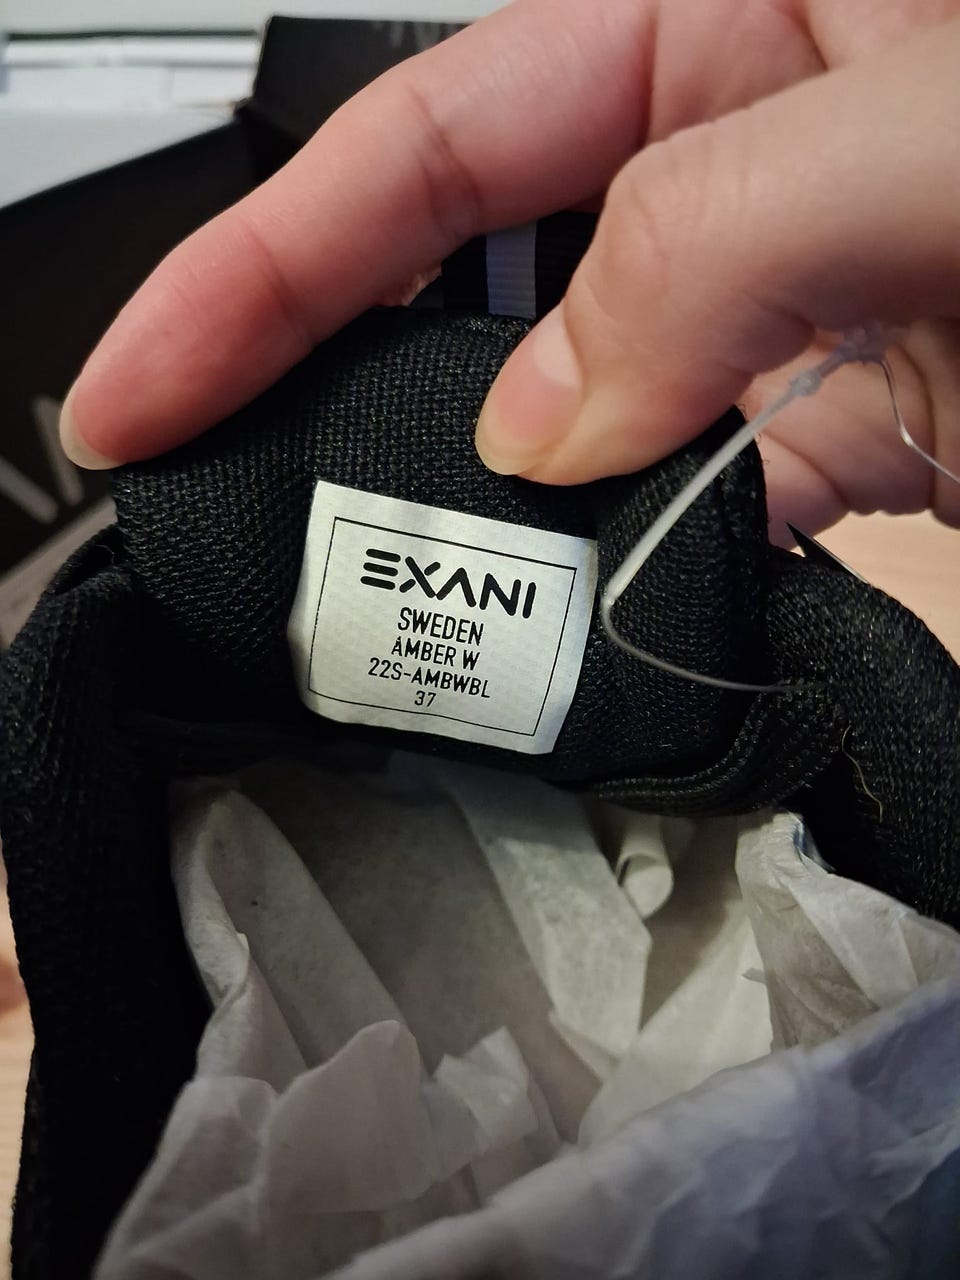 EXANI
SWEDEN
AMBER W
22S-AMBWBL
37